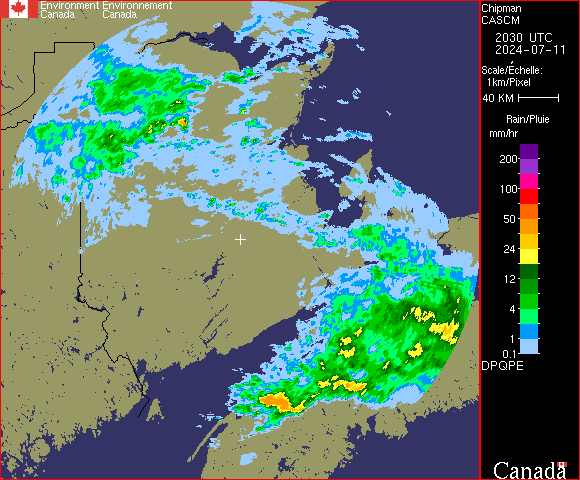 Environment Environnement
Canada Canada
Chipman
CASCM
2030 UTC
2024-07-11
Scale/Échelle:
1km/Pixel
40 KM
Rain/Pluie
mm/hr
200
100
50
24
12
4
1
0.1
DPQPE
Canada